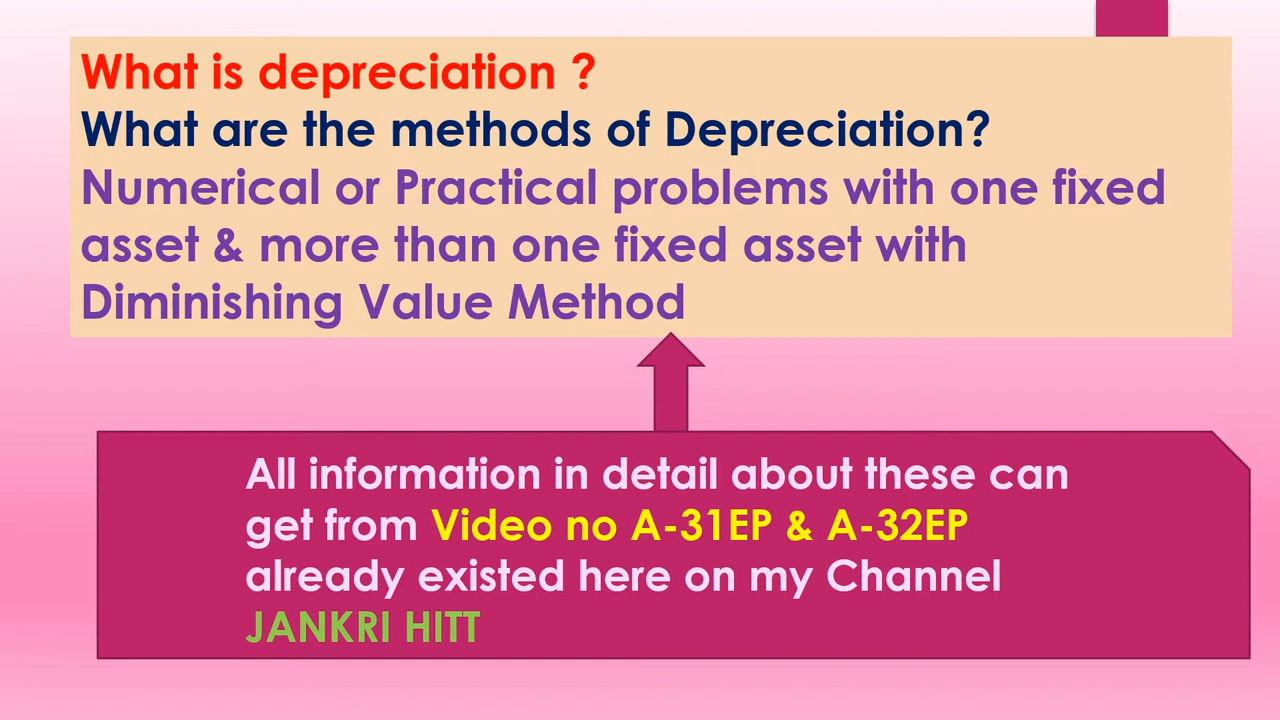 What is depreciation ?
What are the methods of Depreciation?
Numerical or Practical problems with one fixed
asset & more than one fixed asset with
Diminishing Value Method
All information in detail about these can
get from Video no A-31EP & A-32EP
already existed here on my Channel
JANKRI HITT